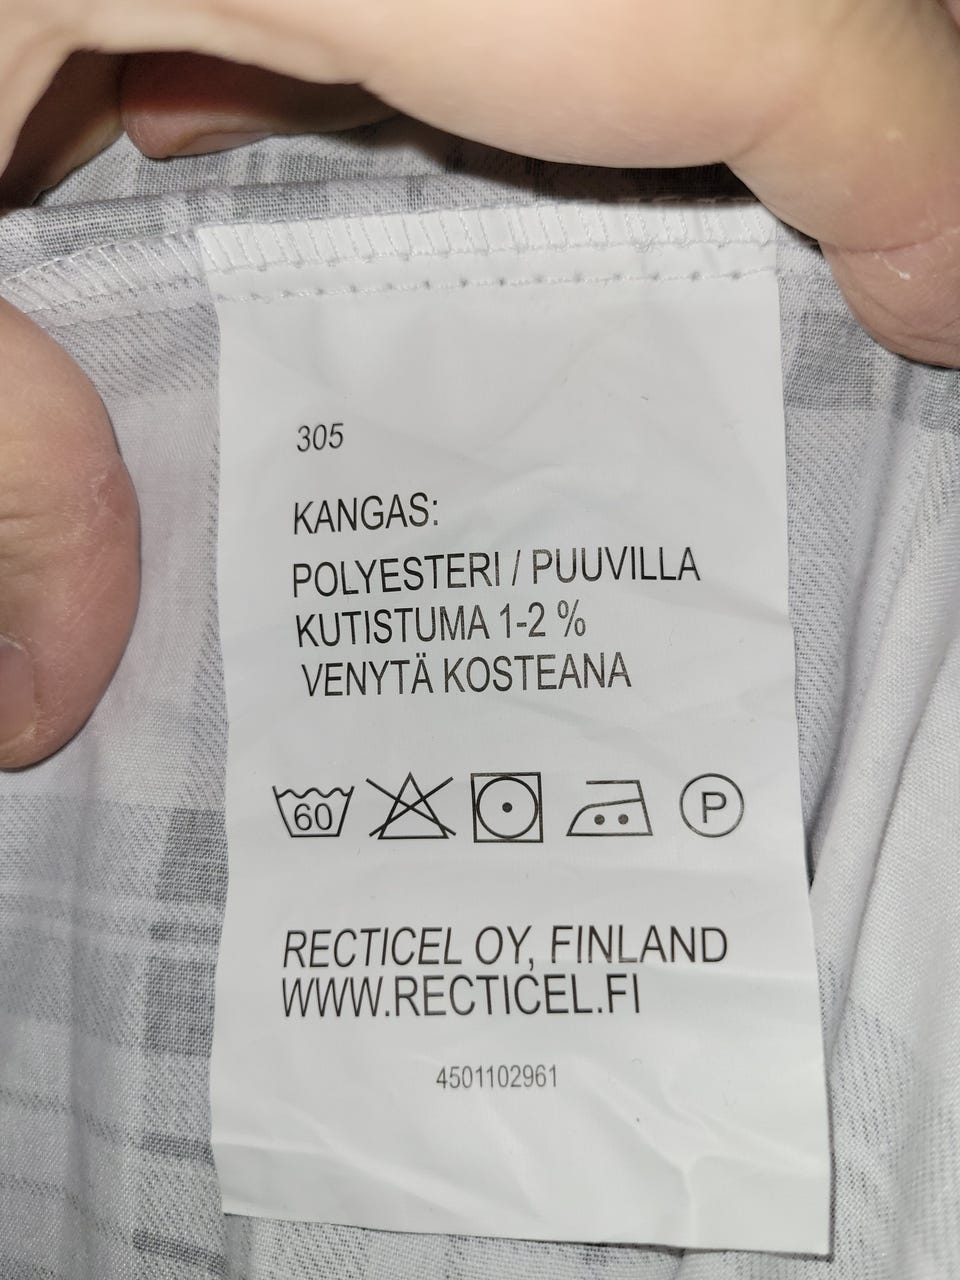 305
KANGAS:
POLYESTERI / PUUVILLA
KUTISTUMA 1-2 %
VENYTÄ KOSTEANA
60 P
RECTICEL OY, FINLAND
WWW.RECTICEL.FI
4501102961